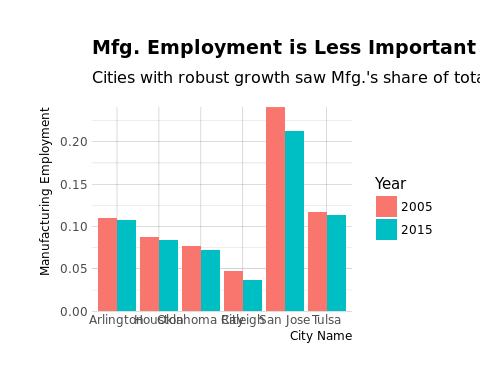 Mfg. Employment is Less Important
Cities with robust growth saw Mfg.'s share of tota
Manufacturing Employment
0.20
0.15
0.10
0.05
0.00
Arlington Houston Oklahoma City Raleigh San Jose Tulsa
City Name
Year
2005
2015